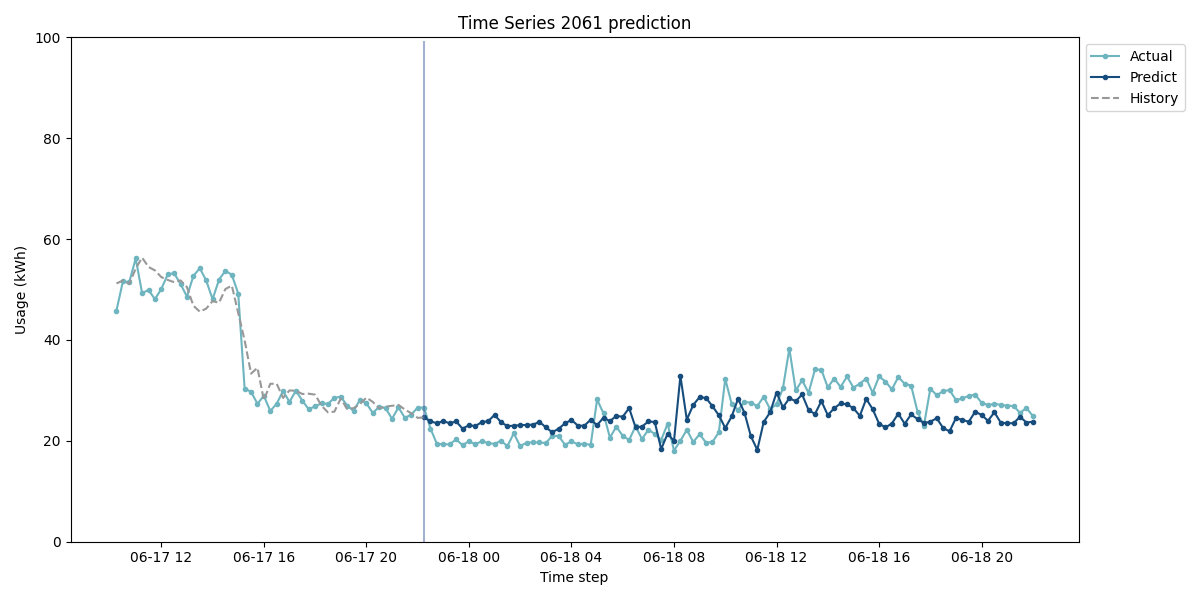 Time Series 2061 prediction
100
80
60
40
20
0
Usage (kWh)
06-17 12
06-17 16
06-17 20
06-18 00
06-18 04
06-18 08
06-18 12
06-18 16
06-18 20
Time step
Actual
Predict
History